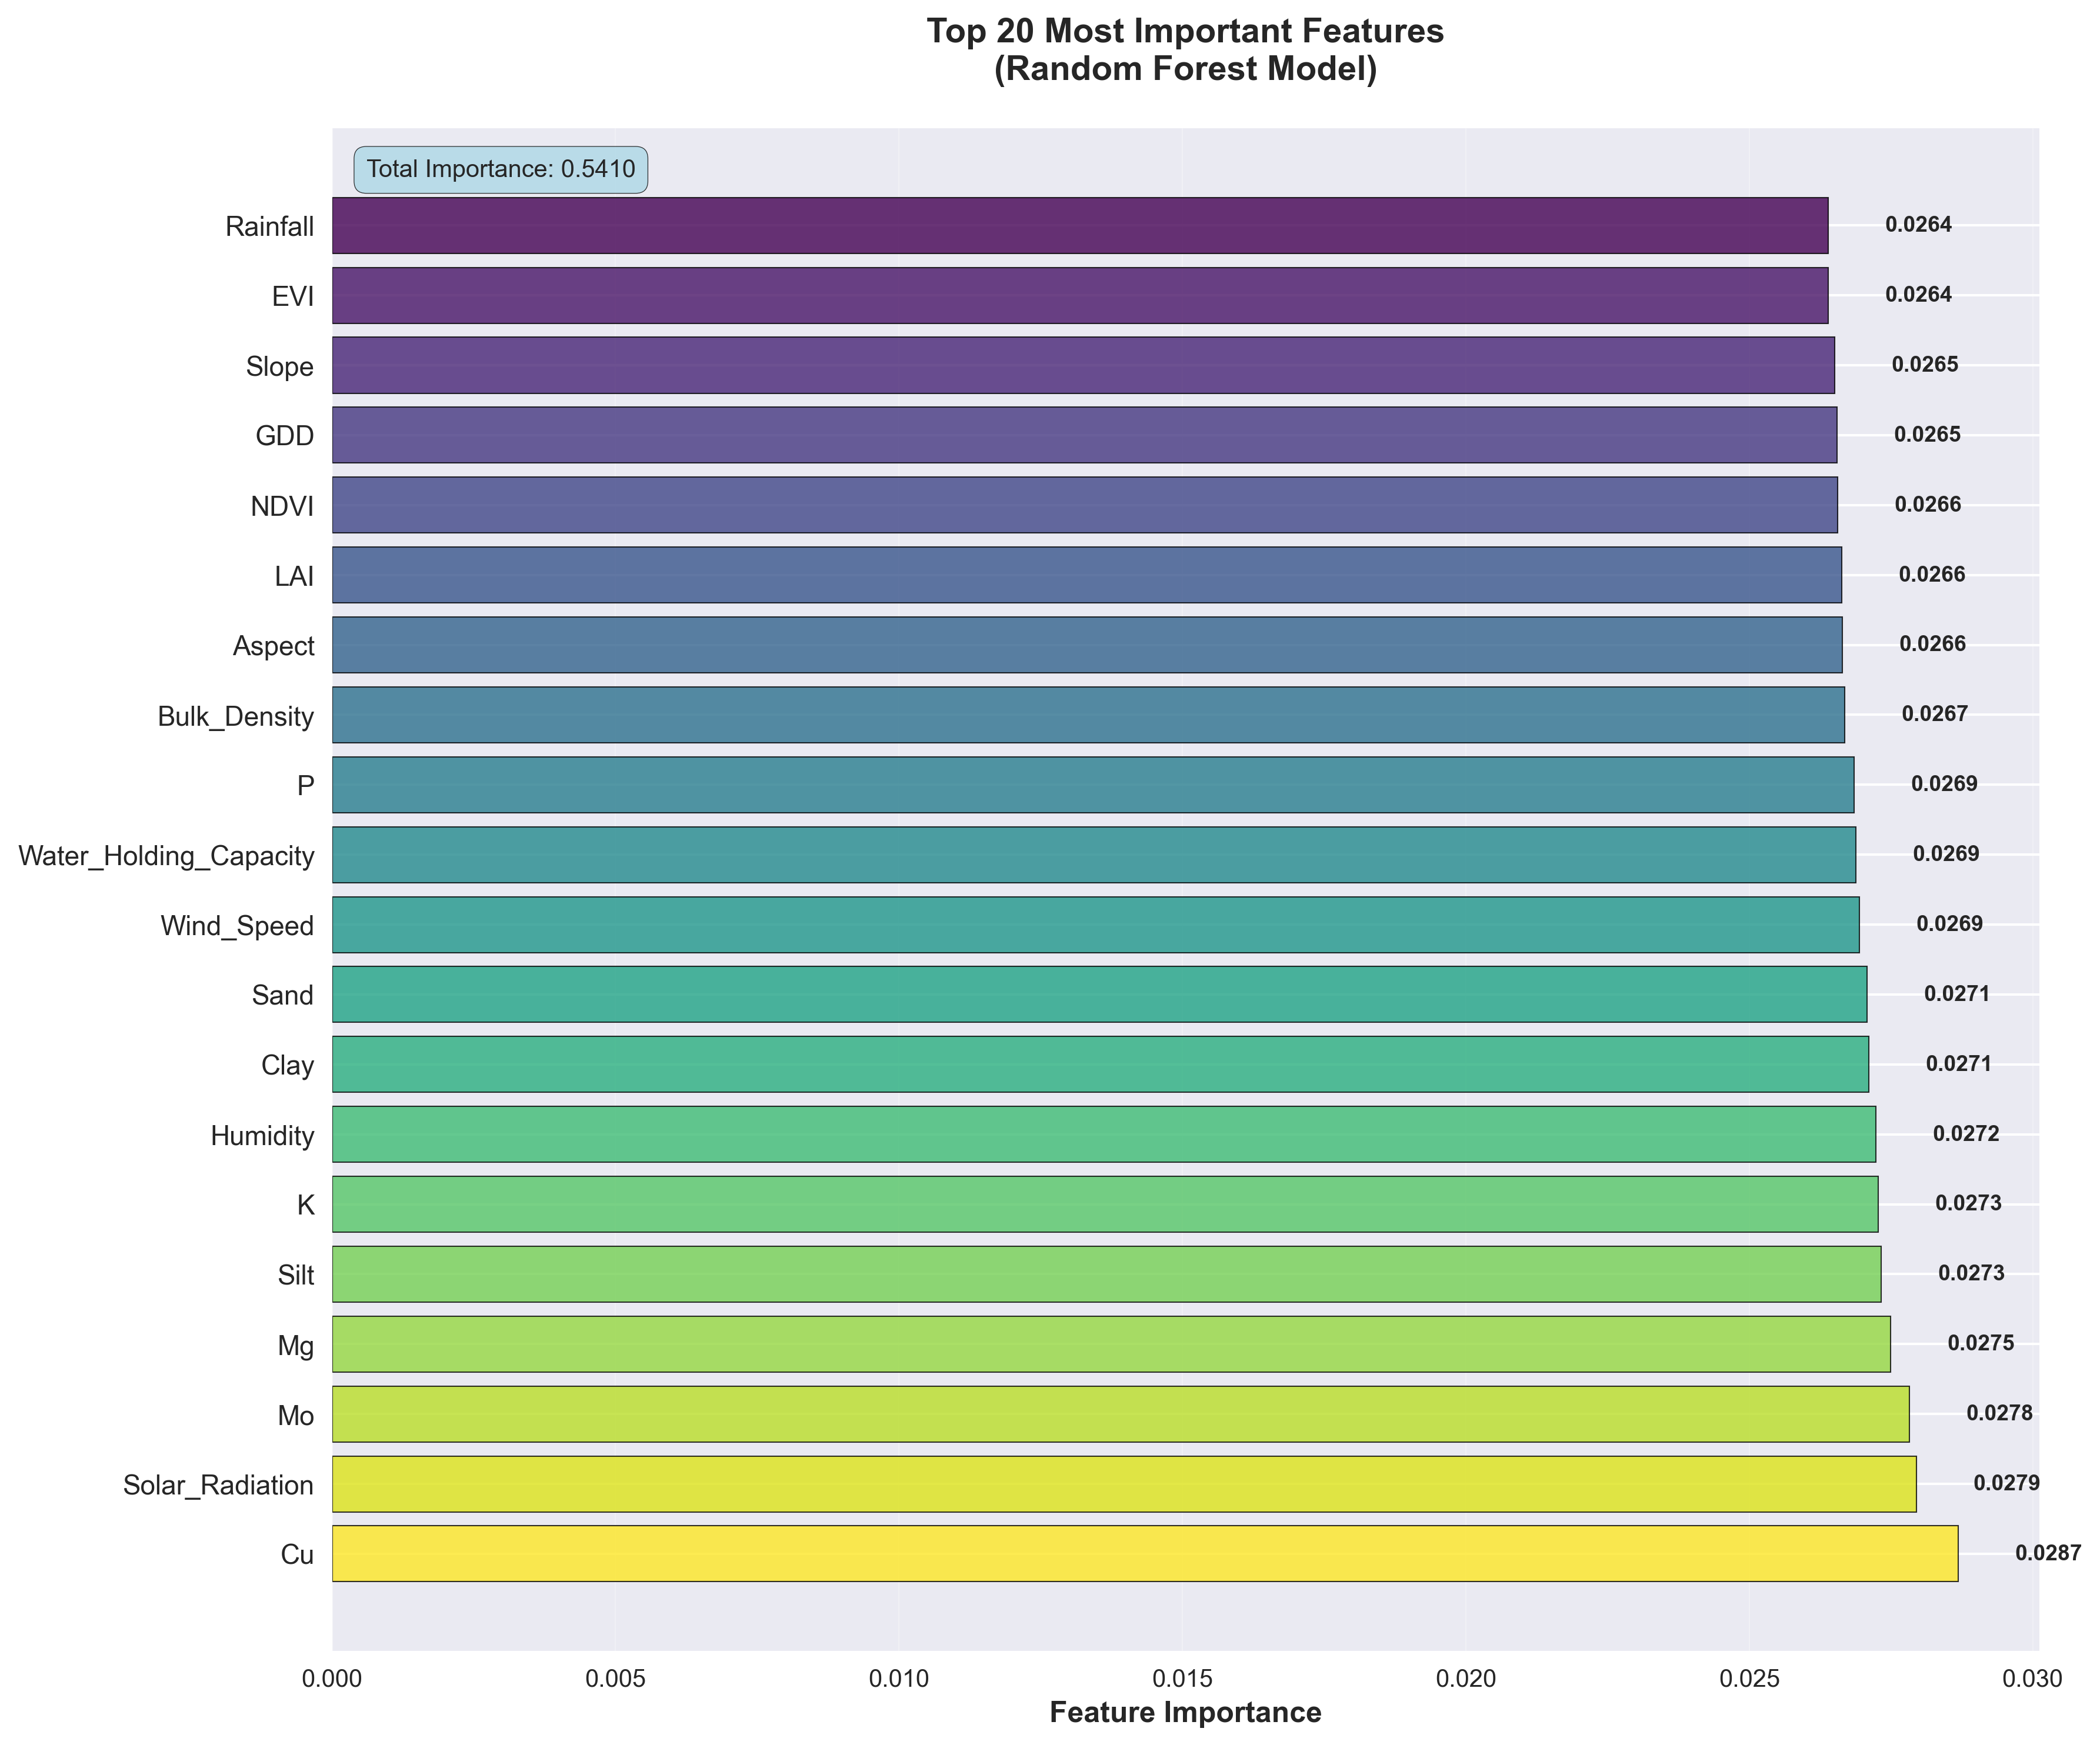 Top 20 Most Important Features
(Random Forest Model)
Total Importance: 0.5410
Rainfall 0.0264
EVI 0.0264
Slope 0.0265
GDD 0.0265
NDVI 0.0266
LAI 0.0266
Aspect 0.0266
Bulk_Density 0.0267
P 0.0269
Water_Holding_Capacity 0.0269
Wind_Speed 0.0269
Sand 0.0271
Clay 0.0271
Humidity 0.0272
K 0.0273
Silt 0.0273
Mg 0.0275
Mo 0.0278
Solar_Radiation 0.0279
Cu 0.0287
0.000 0.005 0.010 0.015 0.020 0.025 0.030
Feature Importance